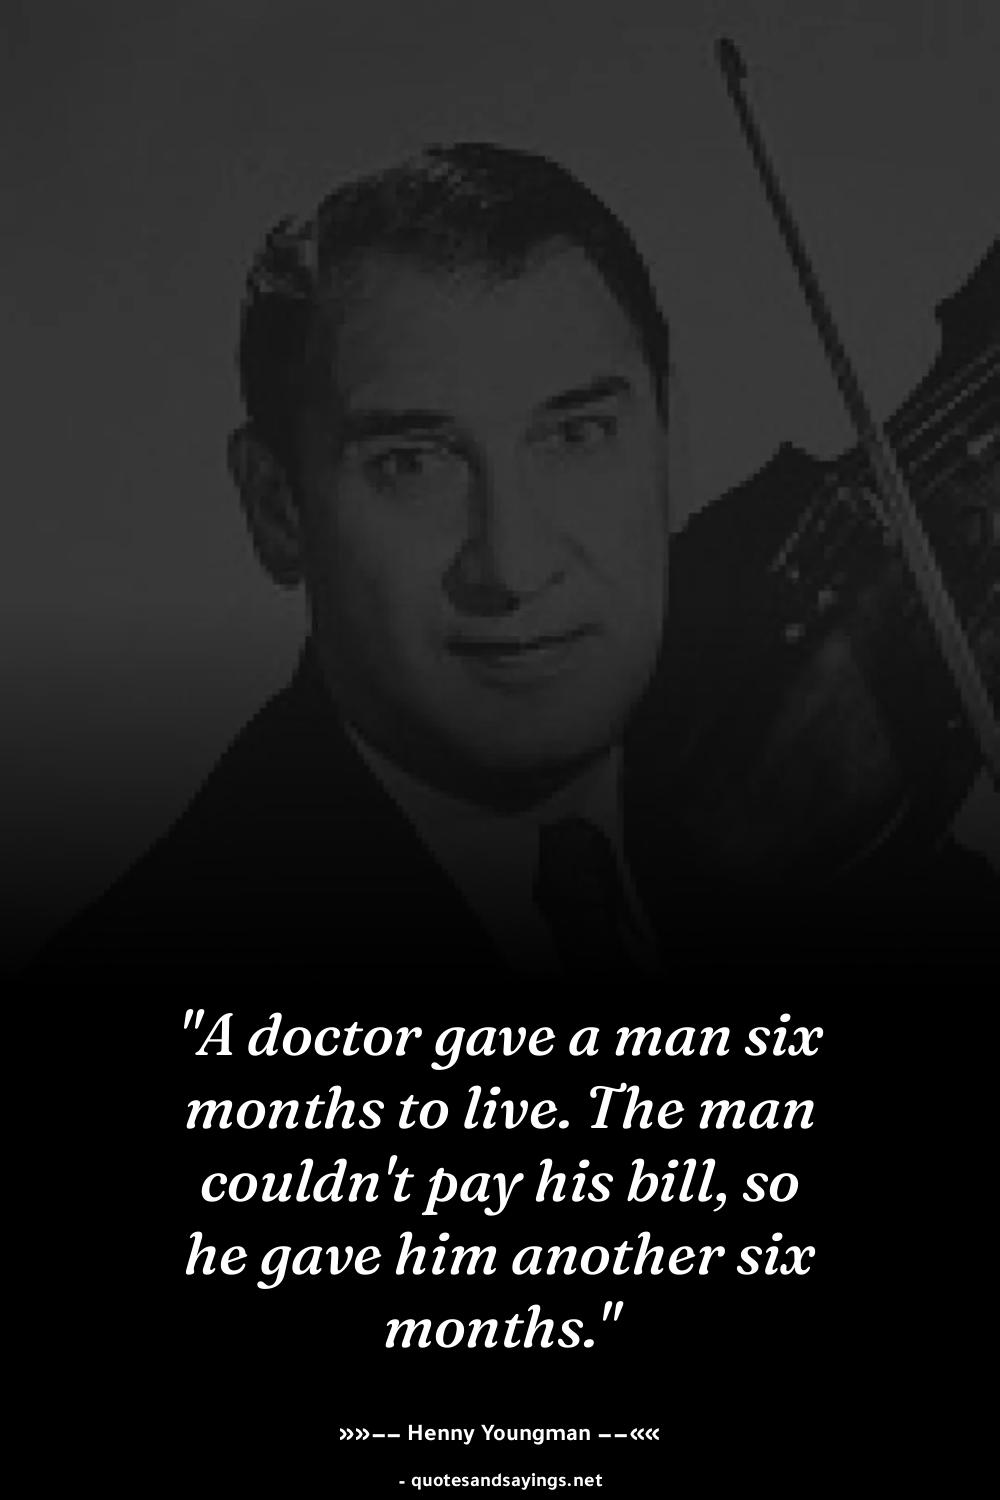 "A doctor gave a man six
months to live. The man
couldn't pay his bill, so
he gave him another six
months."
»»−− Henny Youngman −−««
- quotesandsayings.net